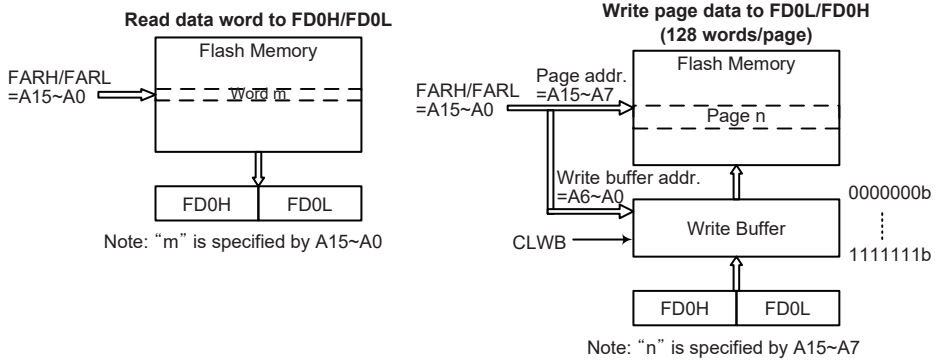 Read data word to FD0H/FD0L
Flash Memory
FARH/FARL
=A15~A0
Word m
FD0H
FD0L
Note: “m” is specified by A15~A0
Write page data to FD0L/FD0H
(128 words/page)
Flash Memory
FARH/FARL
=A15~A0
Page addr.
=A15~A7
Page n
Write buffer addr.
=A6~A0
CLWB
Write Buffer
0000000b
1111111b
FD0H
FD0L
Note: “n” is specified by A15~A7